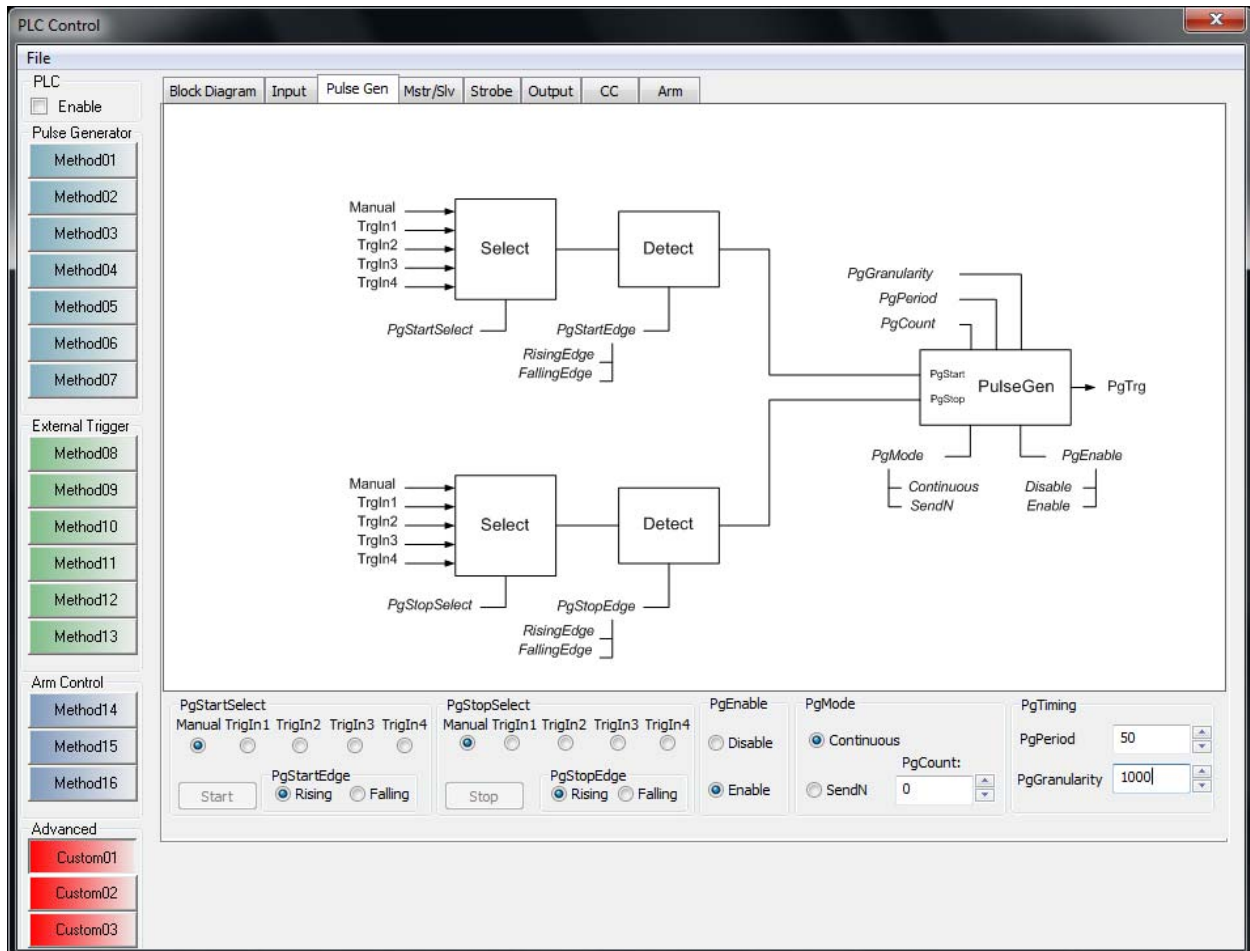 PLC Control
File
PLC
Enable
Pulse Generator
Method01
Method02
Method03
Method04
Method05
Method06
Method07
External Trigger
Method08
Method09
Method10
Method11
Method12
Method13
Arm Control
Method14
Method15
Method16
Advanced
Custom01
Custom02
Custom03
Block Diagram Input Pulse Gen Mstr/Slv Strobe Output CC Arm
Manual
TrgIn1
TrgIn2
TrgIn3
TrgIn4
Select
Detect
PgStartSelect
PgStartEdge
RisingEdge
FallingEdge
PgGranularity
PgPeriod
PgCount
PgStart
PgStop
PulseGen
PgTrg
PgMode
Continuous
SendN
PgEnable
Disable
Enable
Manual
TrgIn1
TrgIn2
TrgIn3
TrgIn4
Select
Detect
PgStopSelect
PgStopEdge
RisingEdge
FallingEdge
PgStartSelect
Manual TrigIn1 TrigIn2 TrigIn3 TrigIn4
Start
PgStartEdge
Rising Falling
PgStopSelect
Manual TrigIn1 TrigIn2 TrigIn3 TrigIn4
Stop
PgStopEdge
Rising Falling
PgEnable
Disable
Enable
PgMode
Continuous
PgCount:
SendN 0
PgTiming
PgPeriod 50
PgGranularity 1000